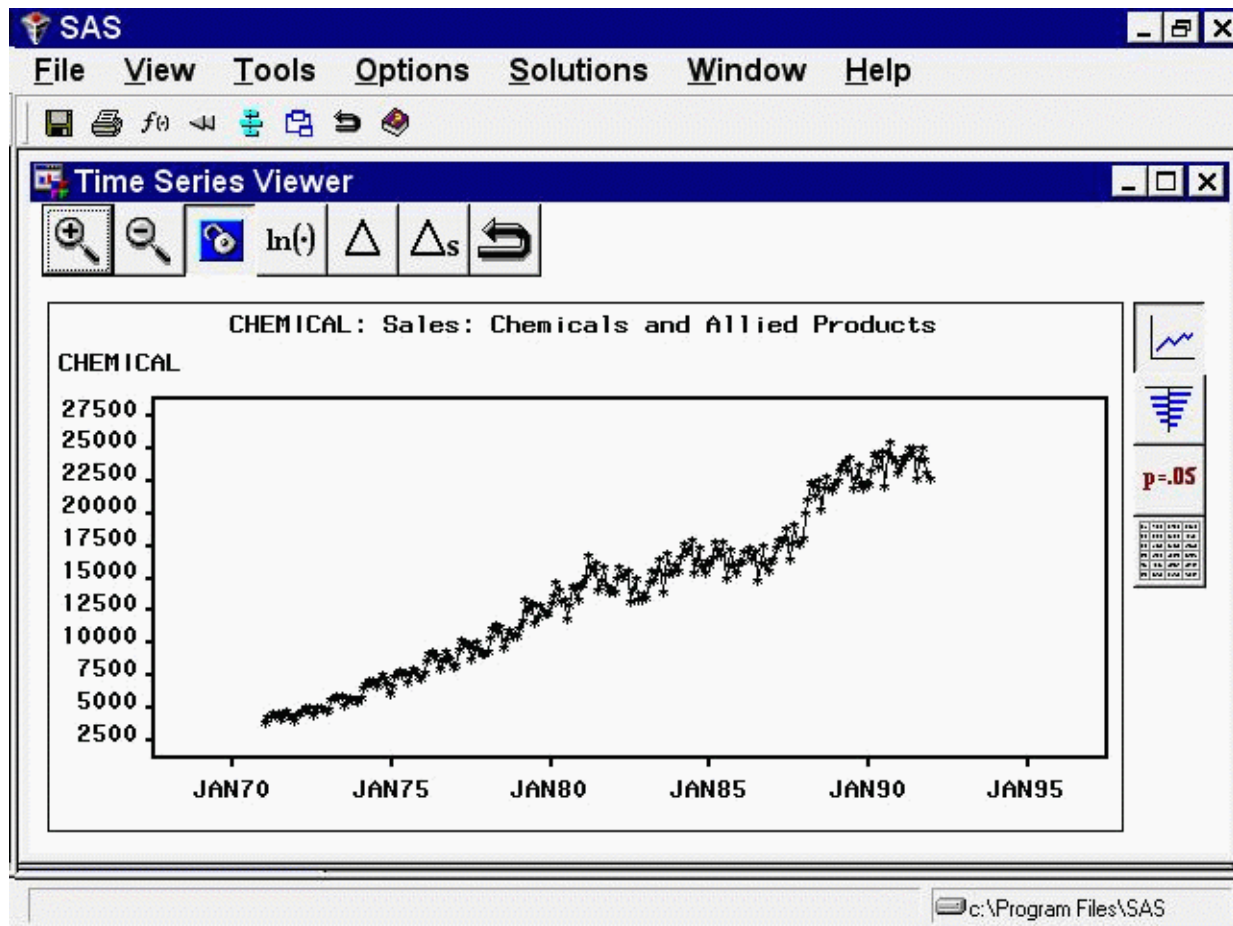 SAS
File View Tools Options Solutions Window Help
f(·)
Time Series Viewer
ln(·) Δ Δs
CHEMICAL: Sales: Chemicals and Allied Products
CHEMICAL
27500
25000
22500
20000
17500
15000
12500
10000
7500
5000
2500
JAN70 JAN75 JAN80 JAN85 JAN90 JAN95
p=.05
c:\Program Files\SAS